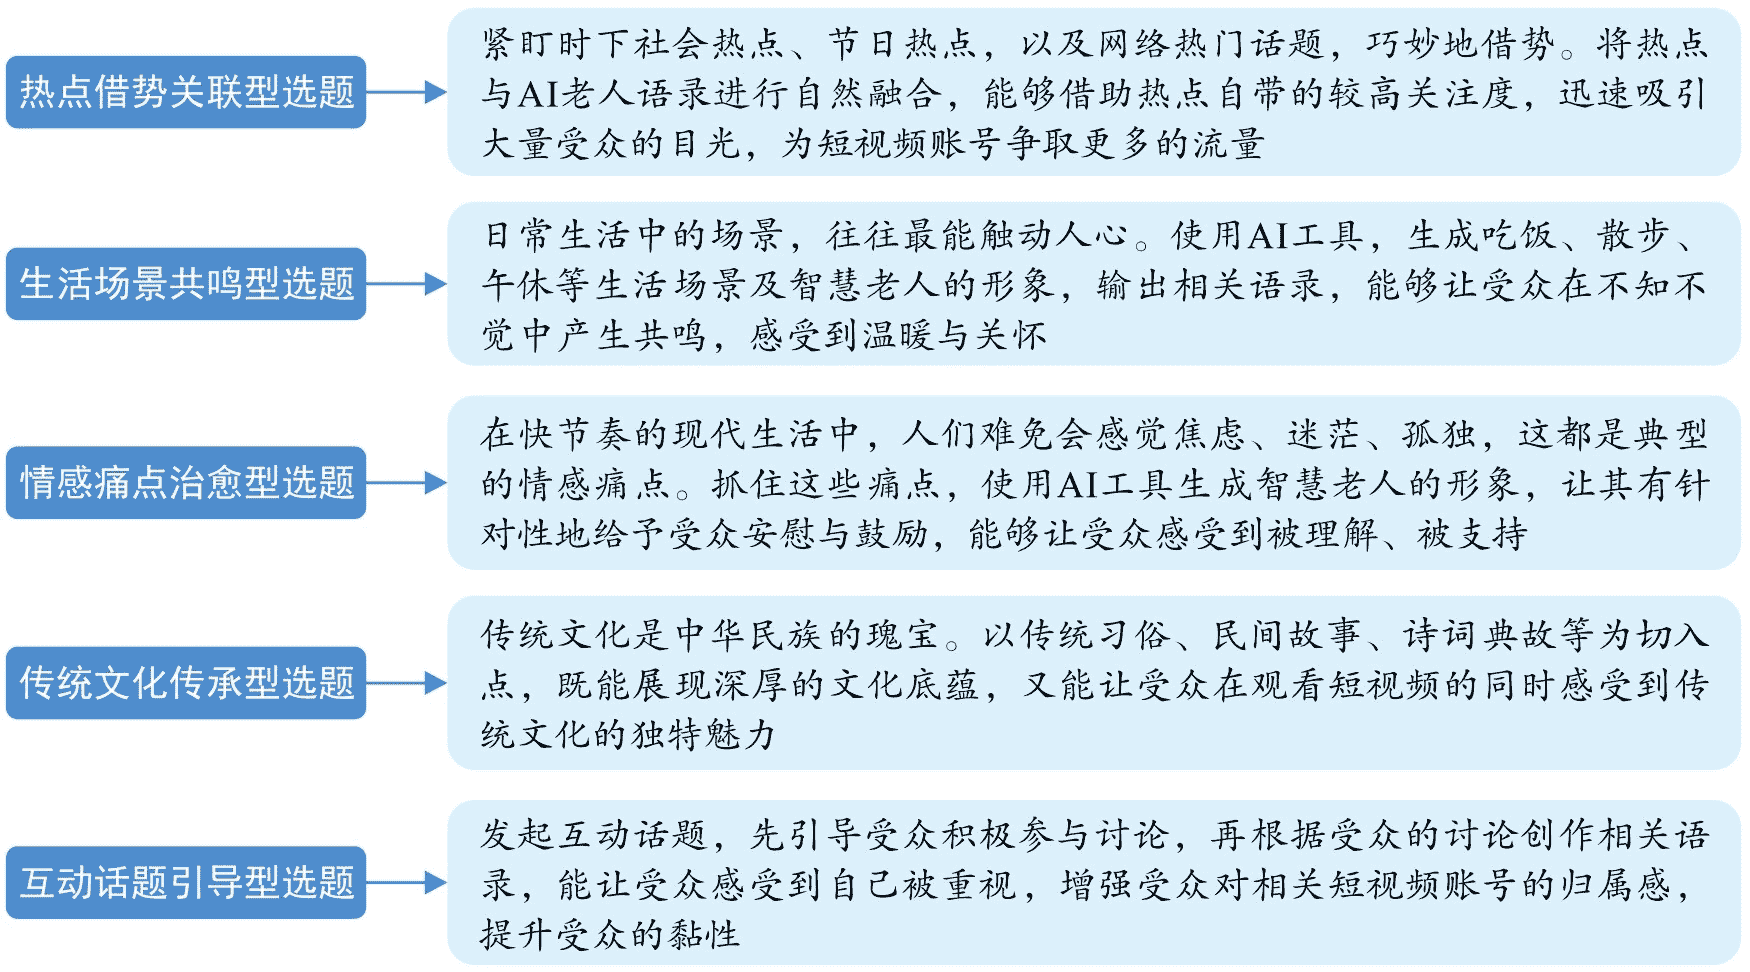 热点借势关联型选题
紧盯时下社会热点、节日热点，以及网络热门话题，巧妙地借势。将热点
与AI老人语录进行自然融合，能够借助热点自带的较高关注度，迅速吸引
大量受众的目光，为短视频账号争取更多的流量
生活场景共鸣型选题
日常生活中的场景，往往最能触动人心。使用AI工具，生成吃饭、散步、
午休等生活场景及智慧老人的形象，输出相关语录，能够让受众在不知不
觉中产生共鸣，感受到温暖与关怀
情感痛点治愈型选题
在快节奏的现代生活中，人们难免会感觉焦虑、迷茫、孤独，这都是典型
的情感痛点。抓住这些痛点，使用AI工具生成智慧老人的形象，让其有针
对性地给予受众安慰与鼓励，能够让受众感受到被理解、被支持
传统文化传承型选题
传统文化是中华民族的瑰宝。以传统习俗、民间故事、诗词典故等为切入
点，既能展现深厚的文化底蕴，又能让受众在观看短视频的同时感受到传
统文化的独特魅力
互动话题引导型选题
发起互动话题，先引导受众积极参与讨论，再根据受众的讨论创作相关语
录，能让受众感受到自己被重视，增强受众对相关短视频账号的归属感，
提升受众的黏性